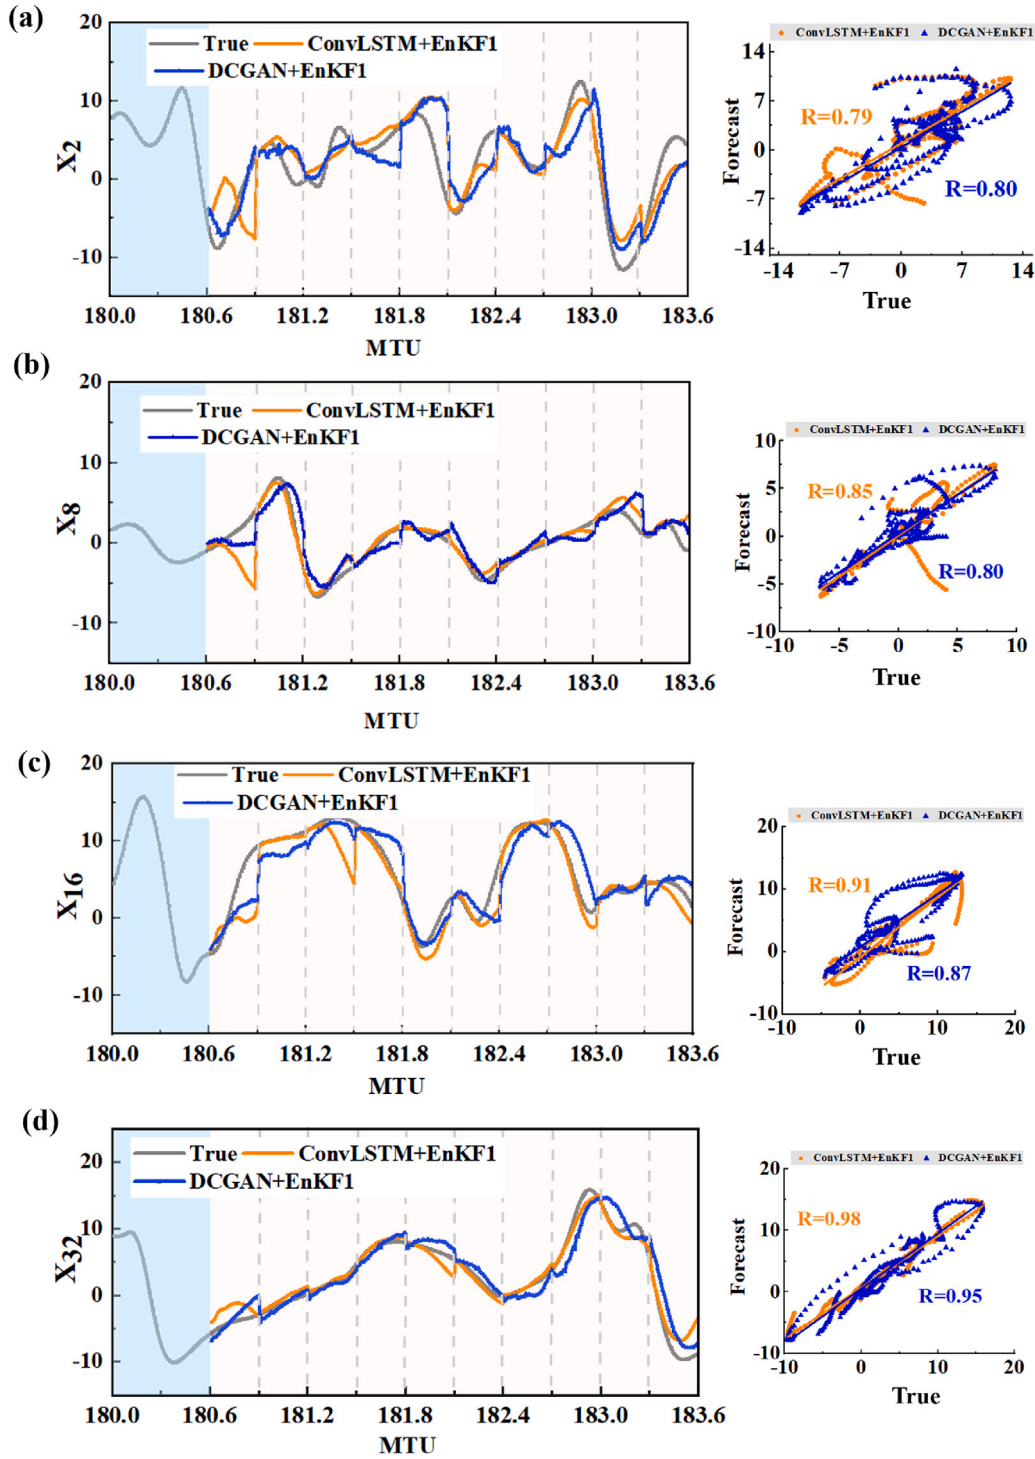 (a)
20
10
0
-10
X2
True
ConvLSTM+EnKF1
DCGAN+EnKF1
180.0 180.6 181.2 181.8 182.4 183.0 183.6
MTU
ConvLSTM+EnKF1 DCGAN+EnKF1
14
7
0
-7
-14
Forecast
R=0.79
R=0.80
-14 -7 0 7 14
True
(b)
20
10
0
-10
X8
True
ConvLSTM+EnKF1
DCGAN+EnKF1
180.0 180.6 181.2 181.8 182.4 183.0 183.6
MTU
ConvLSTM+EnKF1 DCGAN+EnKF1
10
5
0
-5
-10
Forecast
R=0.85
R=0.80
-10 -5 0 5 10
True
(c)
20
10
0
-10
X16
True
ConvLSTM+EnKF1
DCGAN+EnKF1
180.0 180.6 181.2 181.8 182.4 183.0 183.6
MTU
ConvLSTM+EnKF1 DCGAN+EnKF1
20
10
0
-10
Forecast
R=0.91
R=0.87
-10 0 10 20
True
(d)
20
10
0
-10
X32
True
ConvLSTM+EnKF1
DCGAN+EnKF1
180.0 180.6 181.2 181.8 182.4 183.0 183.6
MTU
ConvLSTM+EnKF1 DCGAN+EnKF1
20
10
0
-10
Forecast
R=0.98
R=0.95
-10 0 10 20
True